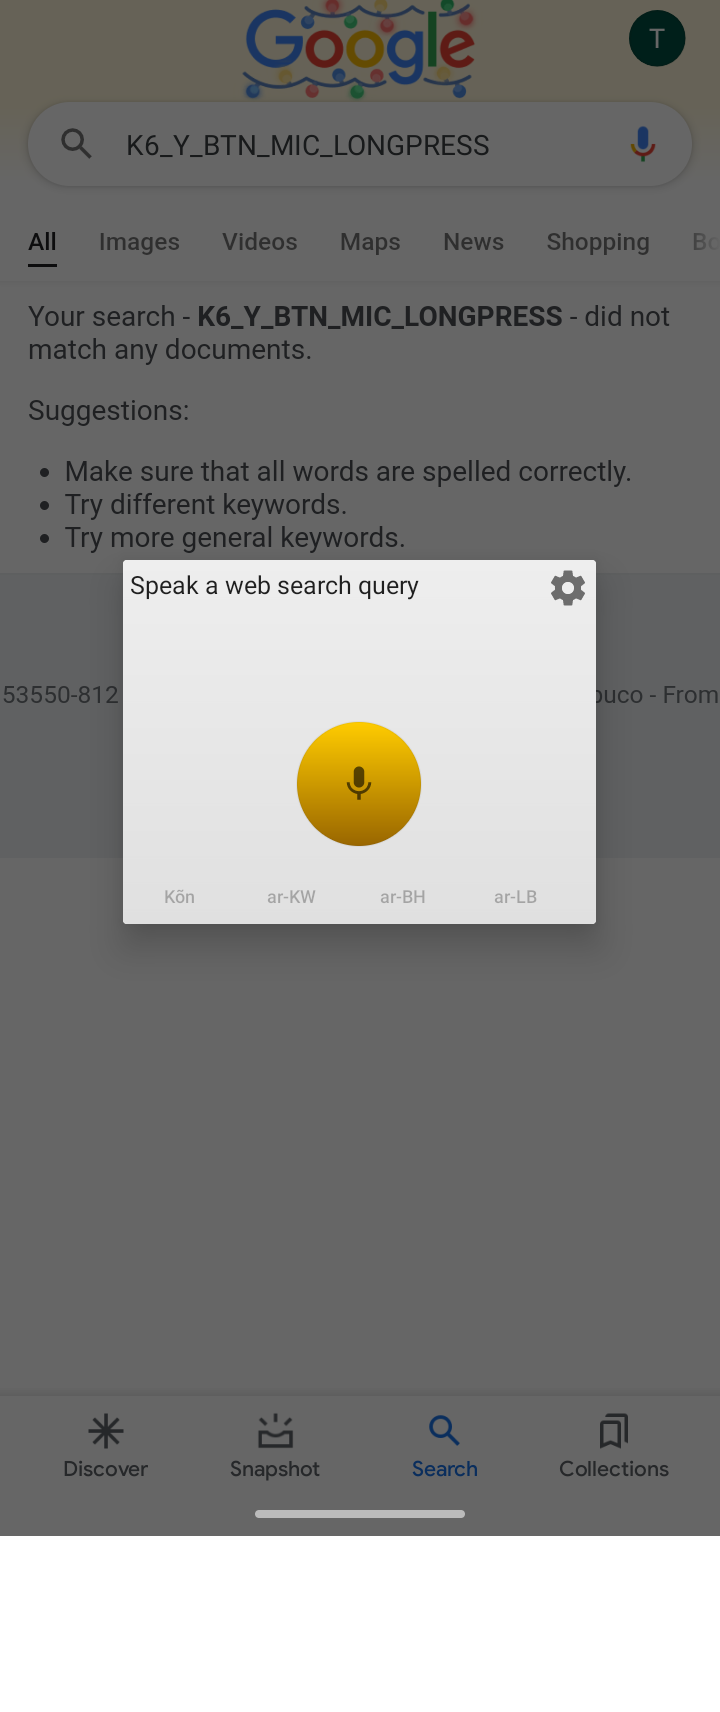 Google
T
K6_Y_BTN_MIC_LONGPRESS
All Images Videos Maps News Shopping
Your search - K6_Y_BTN_MIC_LONGPRESS - did not
match any documents.
Suggestions:
Make sure that all words are spelled correctly.
Try different keywords.
Try more general keywords.
Speak a web search query
53550-812
- From
Kõn ar-KW ar-BH ar-LB
Discover Snapshot Search Collections